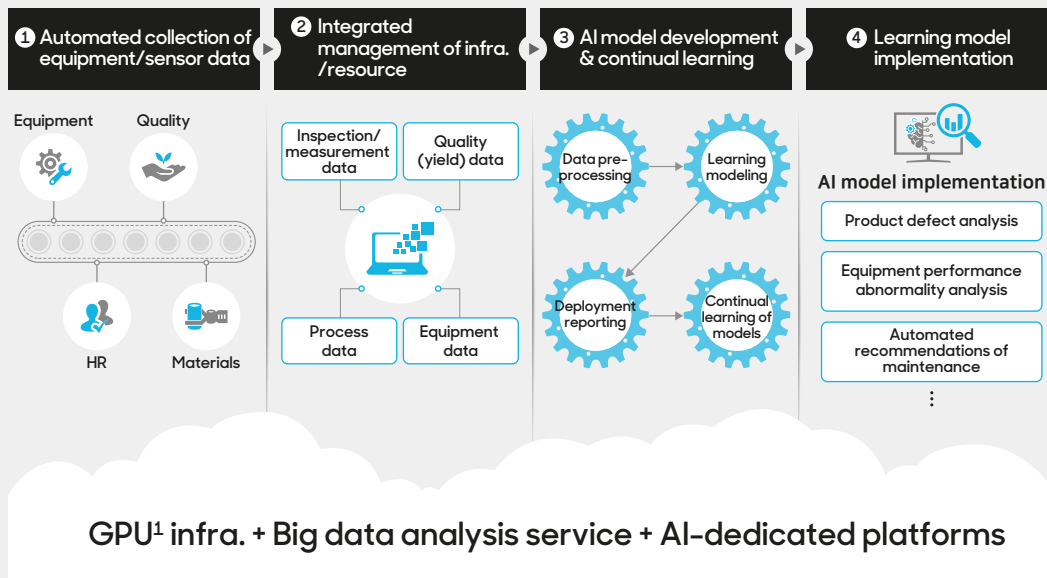 1 Automated collection of
equipment/sensor data
2 Integrated
management of infra.
/resource
3 AI model development
& continual learning
4 Learning model
implementation
Equipment
Quality
HR
Materials
Inspection/
measurement
data
Quality
(yield) data
Process
data
Equipment
data
Data pre-
processing
Learning
modeling
Deployment
reporting
Continual
learning of
models
AI model implementation
Product defect analysis
Equipment performance
abnormality analysis
Automated
recommendations of
maintenance
⋮
GPU¹ infra. + Big data analysis service + AI-dedicated platforms